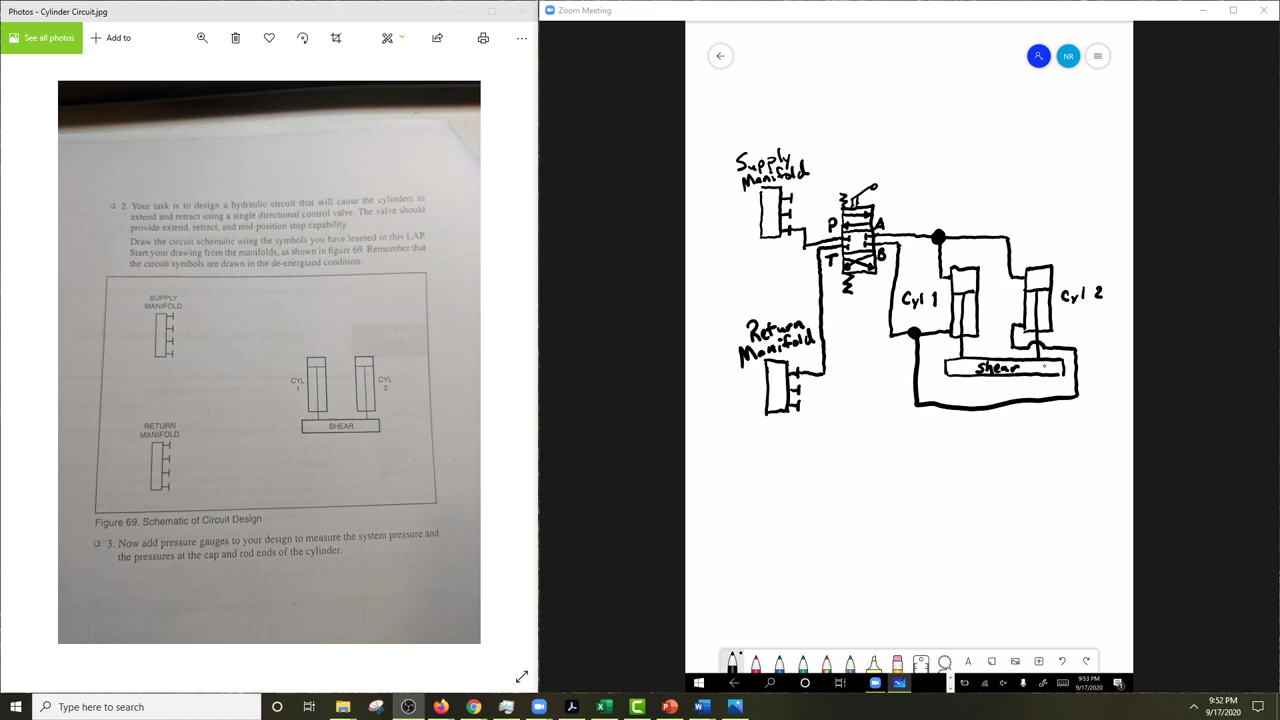 Photos - Cylinder Circuit.jpg
See all photos
Add to
2. Your task is to design a hydraulic circuit that will cause the cylinders to
extend and retract using a single directional control valve. The valve should
provide extend, retract, and mid-position stop capability.
Draw the circuit schematic using the symbols you have learned in this LAP.
Start your drawing from the manifolds, as shown in figure 69. Remember that
the circuit symbols are drawn in the de-energized condition.
SUPPLY
MANIFOLD
CYL
1
CYL
2
SHEAR
RETURN
MANIFOLD
Figure 69. Schematic of Circuit Design
3. Now add pressure gauges to your design to measure the system pressure and
the pressures at the cap and rod ends of the cylinder.
Zoom Meeting
NR
Supply
Manifold
P
A
T
B
Cyl 1
Cyl 2
Return
Manifold
Shear
A
9:53 PM
9/17/2020
1
Type here to search
9:52 PM
9/17/2020